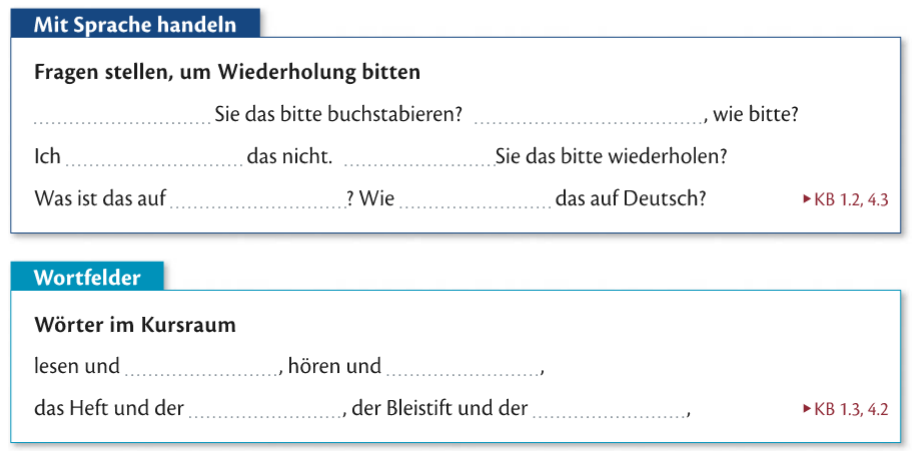 Mit Sprache handeln
Fragen stellen, um Wiederholung bitten
.............................. Sie das bitte buchstabieren? ......................................., wie bitte?
Ich .............................. das nicht. .......................... Sie das bitte wiederholen?
Was ist das auf ..............................? Wie .......................... das auf Deutsch? ▶ KB 1.2, 4.3
Wortfelder
Wörter im Kursraum
lesen und .........................., hören und ..........................,
das Heft und der .........................., der Bleistift und der .........................., ▶ KB 1.3, 4.2